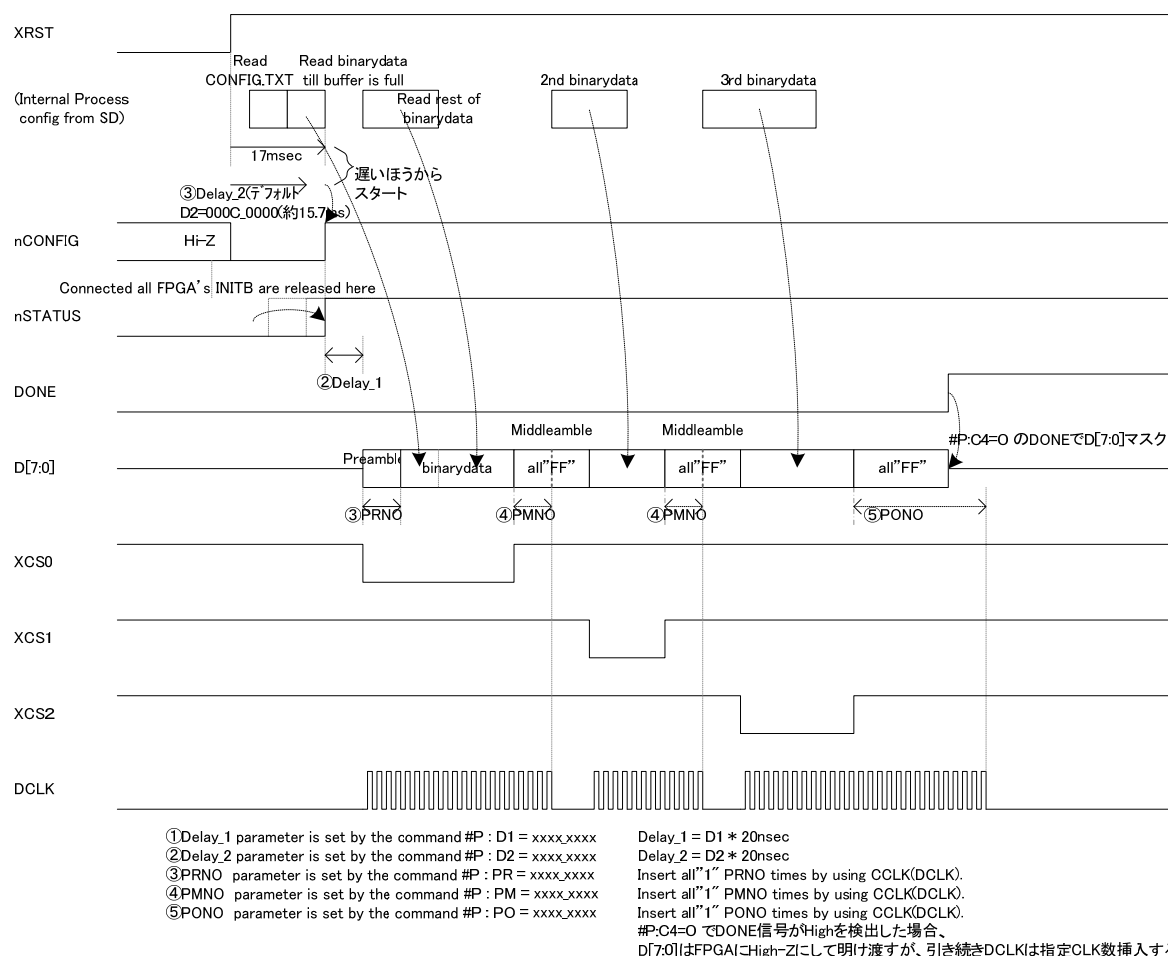 XRST
Read
CONFIG.TXT
Read binarydata
till buffer is full
2nd binarydata
3rd binarydata
(Internal Process
config from SD)
Read rest of
binarydata
17msec
遅いほうから
スタート
③Delay_2(デフォルト
D2=000C_0000(約15.7ms)
nCONFIG
Hi-Z
Connected all FPGA's INITB are released here
nSTATUS
②Delay_1
DONE
#P:C4=O のDONEでD[7:0]マスク
Middleamble
Middleamble
D[7:0]
Preamble
binarydata
all"FF"
all"FF"
all"FF"
③PRNO
④PMNO
④PMNO
⑤PONO
XCS0
XCS1
XCS2
DCLK
①Delay_1 parameter is set by the command #P : D1 = xxxx_xxxx Delay_1 = D1 * 20nsec
②Delay_2 parameter is set by the command #P : D2 = xxxx_xxxx Delay_2 = D2 * 20nsec
③PRNO parameter is set by the command #P : PR = xxxx_xxxx Insert all"1" PRNO times by using CCLK(DCLK).
④PMNO parameter is set by the command #P : PM = xxxx_xxxx Insert all"1" PMNO times by using CCLK(DCLK).
⑤PONO parameter is set by the command #P : PO = xxxx_xxxx Insert all"1" PONO times by using CCLK(DCLK).
#P:C4=O でDONE信号がHighを検出した場合、
D[7:0]はFPGAにHigh-Zにして明け渡すが、引き続きDCLKは指定CLK数挿入する